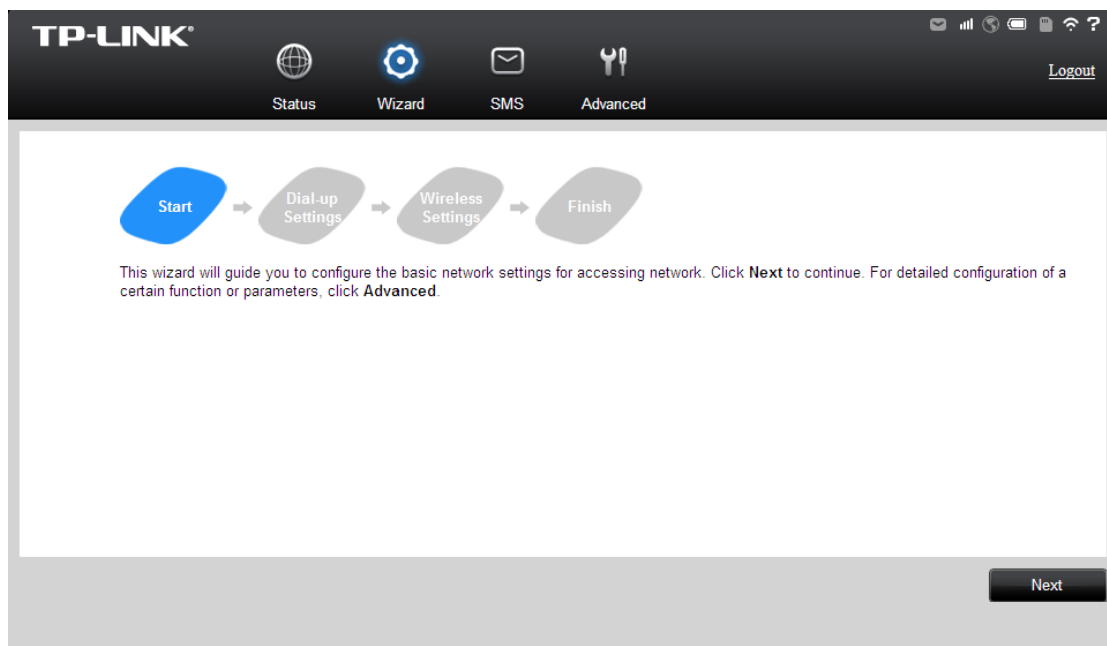 TP-LINK®
Logout
Status Wizard SMS Advanced
Start
Dial-up
Settings
Wireless
Settings
Finish
This wizard will guide you to configure the basic network settings for accessing network. Click Next to continue. For detailed configuration of a
certain function or parameters, click Advanced.
Next